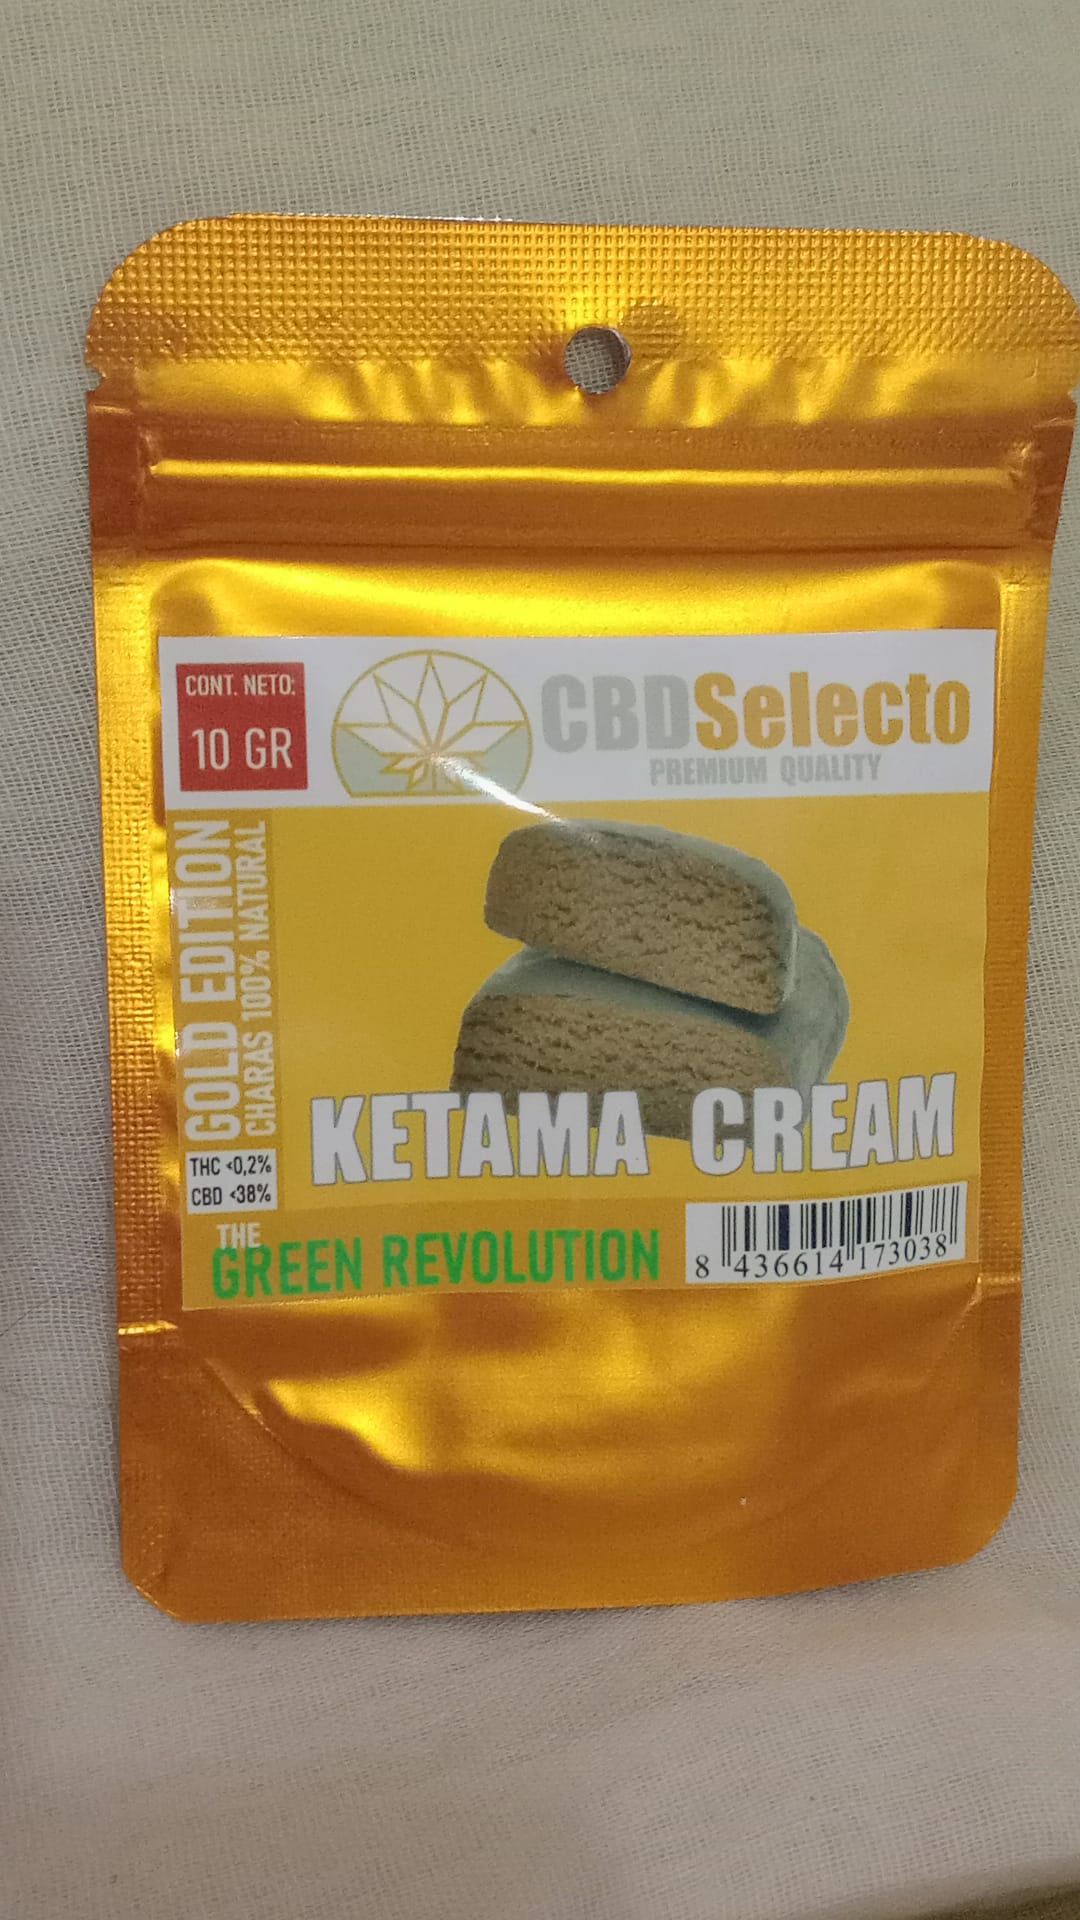 CONT. NETO:
10 GR
CBDSelecto
PREMIUM QUALITY
GOLD EDITION
CHARAS 100% NATURAL
KETAMA CREAM
THC <0,2%
CBD <38%
THE
GREEN REVOLUTION
8 436614 173038